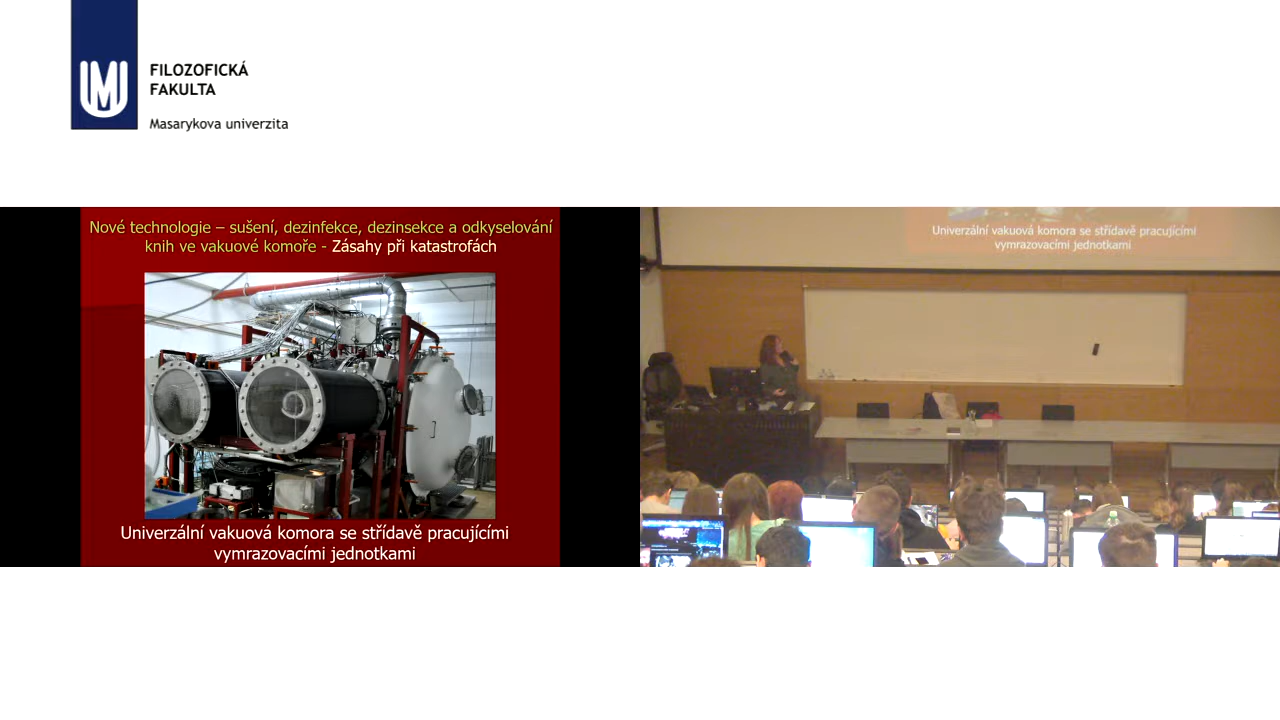 FILOZOFICKÁ
FAKULTA
Masarykova univerzita
Nové technologie – sušení, dezinfekce, dezinsekce a odkyselování
knih ve vakuové komoře - Zásahy při katastrofách
Univerzální vakuová komora se střídavě pracujícími
vymrazovacími jednotkami
Univerzální vakuová komora se střídavě pracujícími
vymrazovacími jednotkami